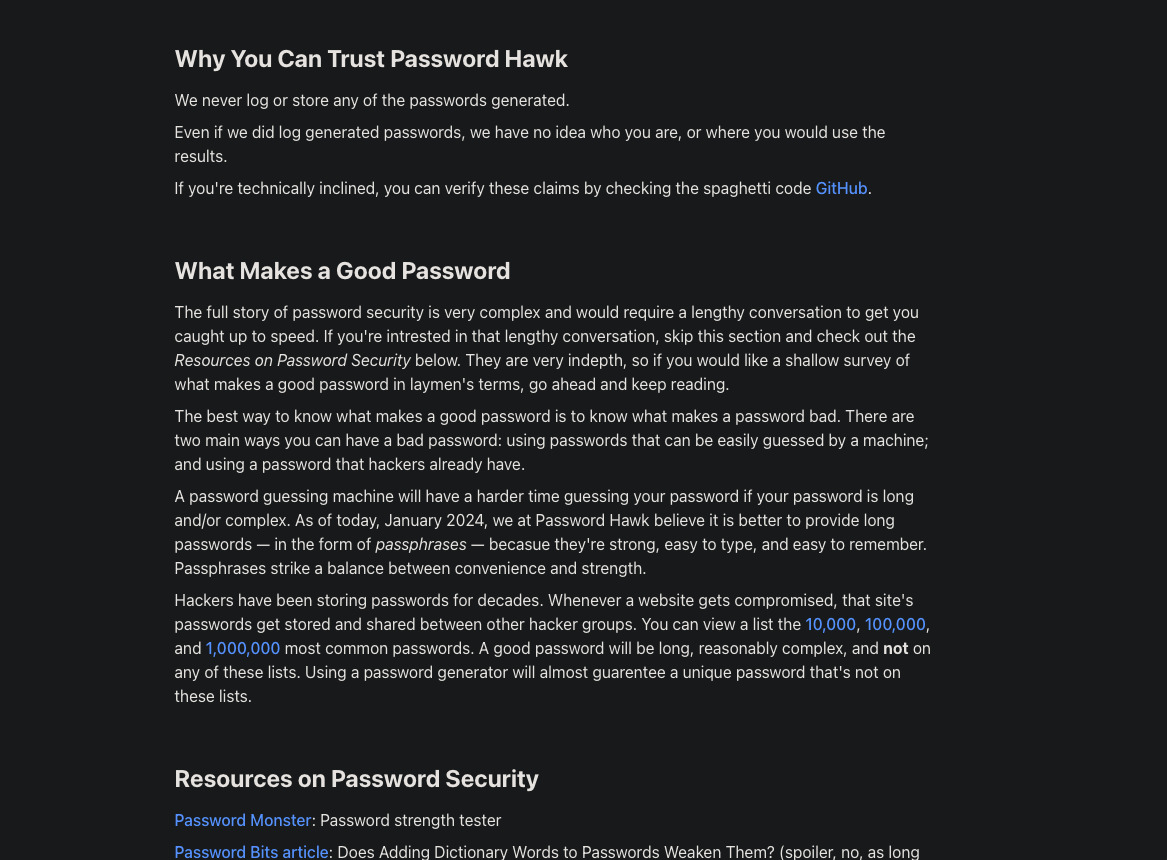 Why You Can Trust Password Hawk
We never log or store any of the passwords generated.
Even if we did log generated passwords, we have no idea who you are, or where you would use the
results.
If you're technically inclined, you can verify these claims by checking the spaghetti code GitHub.
What Makes a Good Password
The full story of password security is very complex and would require a lengthy conversation to get you
caught up to speed. If you're intrested in that lengthy conversation, skip this section and check out the
Resources on Password Security below. They are very indepth, so if you would like a shallow survey of
what makes a good password in laymen's terms, go ahead and keep reading.
The best way to know what makes a good password is to know what makes a password bad. There are
two main ways you can have a bad password: using passwords that can be easily guessed by a machine;
and using a password that hackers already have.
A password guessing machine will have a harder time guessing your password if your password is long
and/or complex. As of today, January 2024, we at Password Hawk believe it is better to provide long
passwords — in the form of passphrases — becasue they're strong, easy to type, and easy to remember.
Passphrases strike a balance between convenience and strength.
Hackers have been storing passwords for decades. Whenever a website gets compromised, that site's
passwords get stored and shared between other hacker groups. You can view a list the 10,000, 100,000,
and 1,000,000 most common passwords. A good password will be long, reasonably complex, and not on
any of these lists. Using a password generator will almost guarentee a unique password that's not on
these lists.
Resources on Password Security
Password Monster: Password strength tester
Password Bits article: Does Adding Dictionary Words to Passwords Weaken Them? (spoiler, no, as long